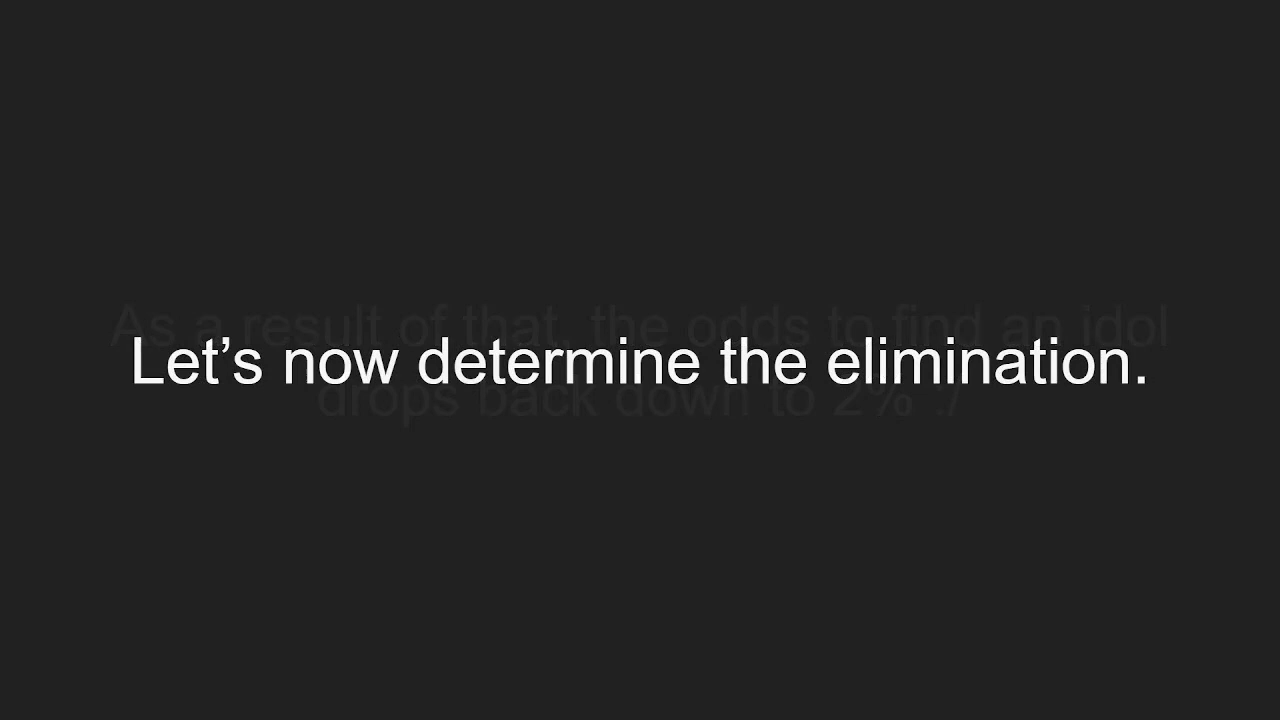 As a result of that, the odds to find an idol
Let’s now determine the elimination.
drops back down to 2% :/